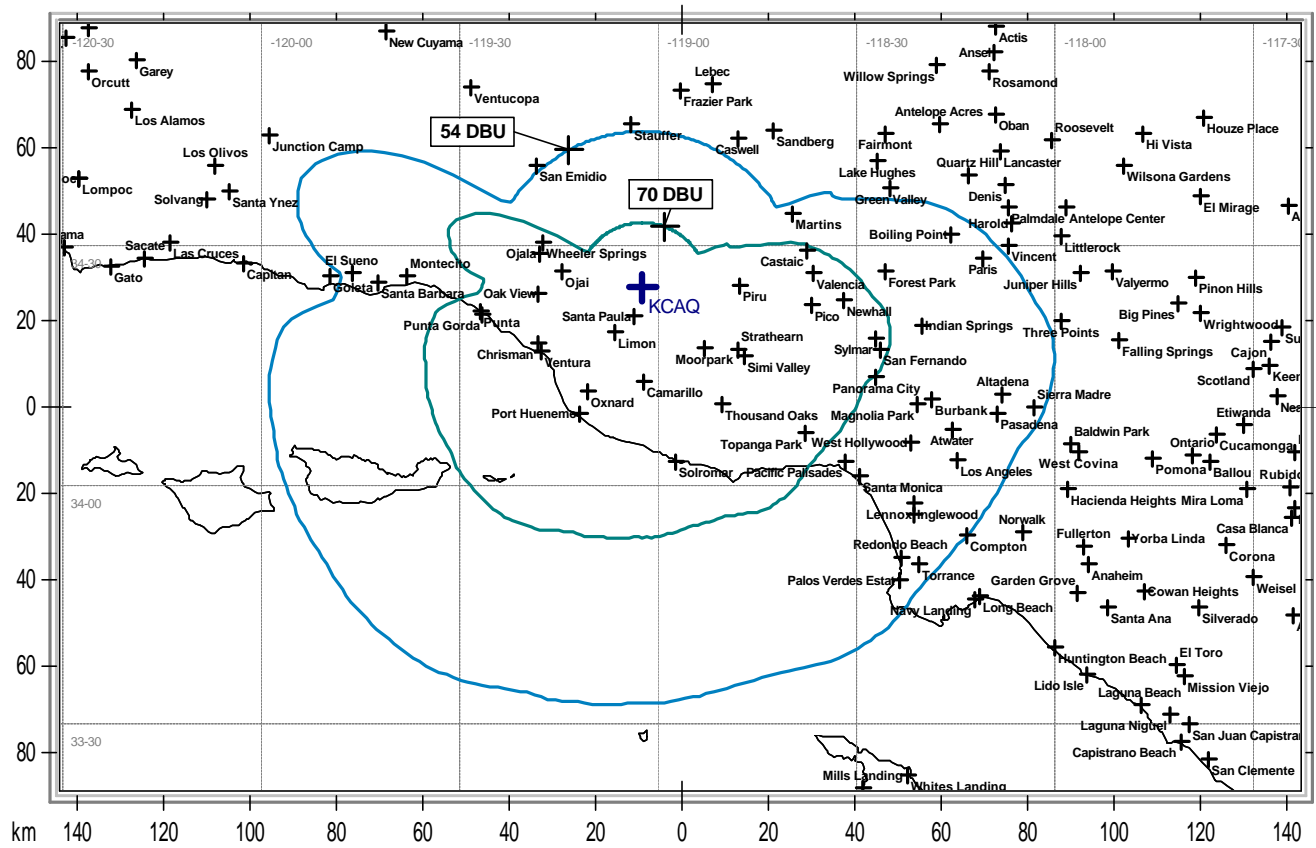 -120-30
-120-00
-119-30
-119-00
-118-30
-118-00
-117-30
New Cuyama
Actis
Ansel
80
Garey
Orcutt
Lebec
Willow Springs
Rosamond
Ventucopa
Frazier Park
Los Alamos
Antelope Acres
Oban
Houze Place
54 DBU
Stauffer
Sandberg
Roosevelt
Junction Camp
Caswell
Fairmont
Hi Vista
60
Los Olivos
San Emidio
Lake Hughes
Quartz Hill
Lancaster
Wilsona Gardens
Lompoc
Solvang
Santa Ynez
70 DBU
Green Valley
Denis
El Mirage
Martins
Harold
Palmdale
Antelope Center
40
Sacate
Las Cruces
Ojala
Wheeler Springs
Boiling Point
Vincent
Littlerock
-34-30
Gato
Capitan
El Sueno
Goleta
Montecito
Santa Barbara
Ojai
Castaic
Valencia
Forest Park
Paris
Juniper Hills
Valyermo
Pinon Hills
Oak View
KCAQ
Piru
Newhall
Big Pines
20
Punta Gorda
Punta
Santa Paula
Pico
Indian Springs
Three Points
Wrightwood
Limon
Strathearn
Sylmar
Falling Springs
Chrisman
Ventura
Moorpark
Simi Valley
San Fernando
Cajon
Scotland
Camarillo
Panorama City
Altadena
Sierra Madre
0
Port Hueneme
Oxnard
Thousand Oaks
Magnolia Park
Burbank
Pasadena
Etiwanda
Topanga Park
West Hollywood
Atwater
Baldwin Park
Ontario
Cucamonga
Solromar
Pacific Palisades
Los Angeles
West Covina
Pomona
Ballou
20
34-00
Santa Monica
Hacienda Heights
Mira Loma
Lennox
Inglewood
Norwalk
Fullerton
Yorba Linda
Casa Blanca
Redondo Beach
Compton
Corona
40
Palos Verdes Estat
Torrance
Garden Grove
Anaheim
Cowan Heights
Weisel
Navy Landing
Long Beach
Santa Ana
Silverado
60
Huntington Beach
El Toro
Lido Isle
Mission Viejo
Laguna Beach
33-30
Laguna Niguel
San Juan Capistran
80
Capistrano Beach
Mills Landing
Whites Landing
San Clemente
km
140
120
100
80
60
40
20
0
20
40
60
80
100
120
140